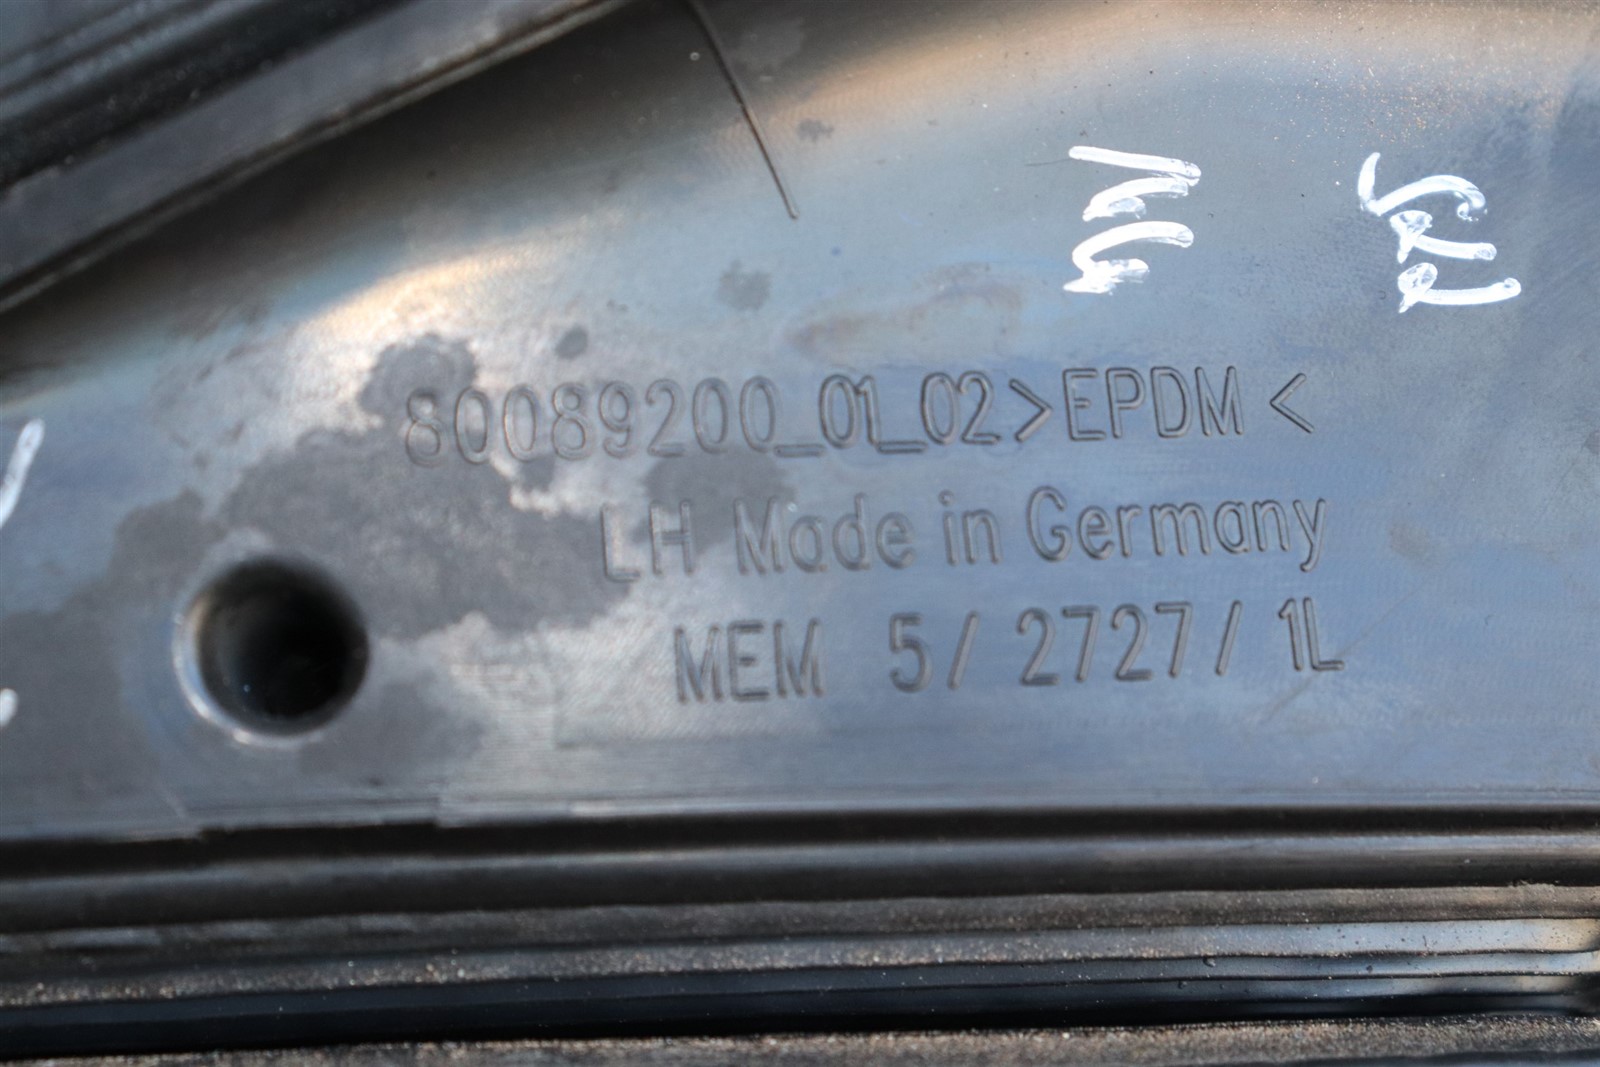 80089200_01_02>EPDM<
LH Made in Germany
MEM 5/2727/1L